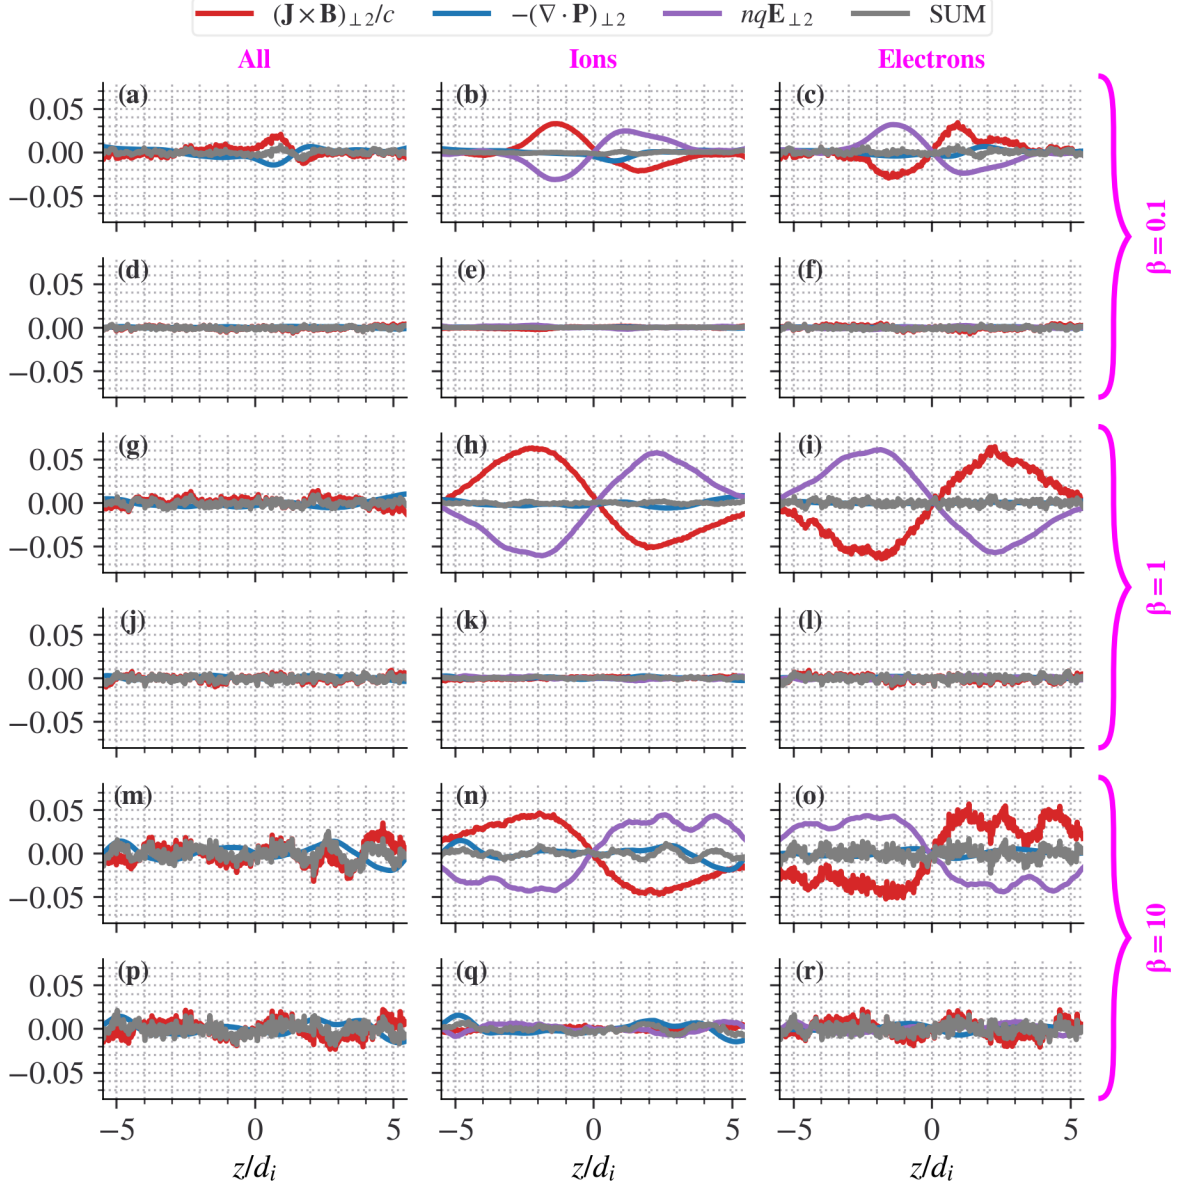 (J × B)⊥2/c −(∇ · P)⊥2 nqE⊥2 SUM
All Ions Electrons
(a) (b) (c)
0.05
0.00
−0.05
β = 0.1
(d) (e) (f)
0.05
0.00
−0.05
(g) (h) (i)
0.05
0.00
−0.05
β = 1
(j) (k) (l)
0.05
0.00
−0.05
(m) (n) (o)
0.05
0.00
−0.05
β = 10
(p) (q) (r)
0.05
0.00
−0.05
−5 0 5 −5 0 5 −5 0 5
z/di z/di z/di